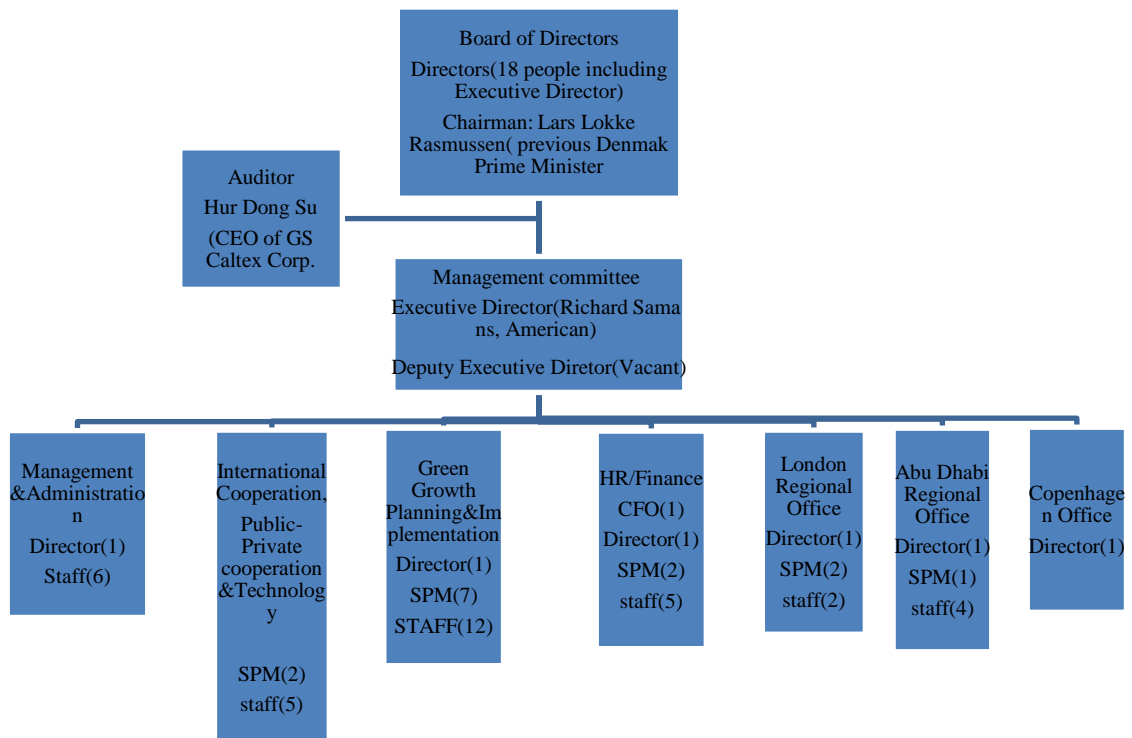 Board of Directors
Directors(18 people including
Executive Director)
Chairman: Lars Lokke
Rasmussen( previous Denmak
Prime Minister
Auditor
Hur Dong Su
(CEO of GS
Caltex Corp.
Management committee
Executive Director(Richard Sama
ns, American)
Deputy Executive Diretor(Vacant)
Management
&Administratio
n
Director(1)
Staff(6)
International
Cooperation,
Public-
Private
cooperation
&Technolog
y
SPM(2)
staff(5)
Green
Growth
Planning&Im
plementation
Director(1)
SPM(7)
STAFF(12)
HR/Finance
CFO(1)
Director(1)
SPM(2)
staff(5)
London
Regional
Office
Director(1)
SPM(2)
staff(2)
Abu Dhabi
Regional
Office
Director(1)
SPM(1)
staff(4)
Copenhage
n Office
Director(1)